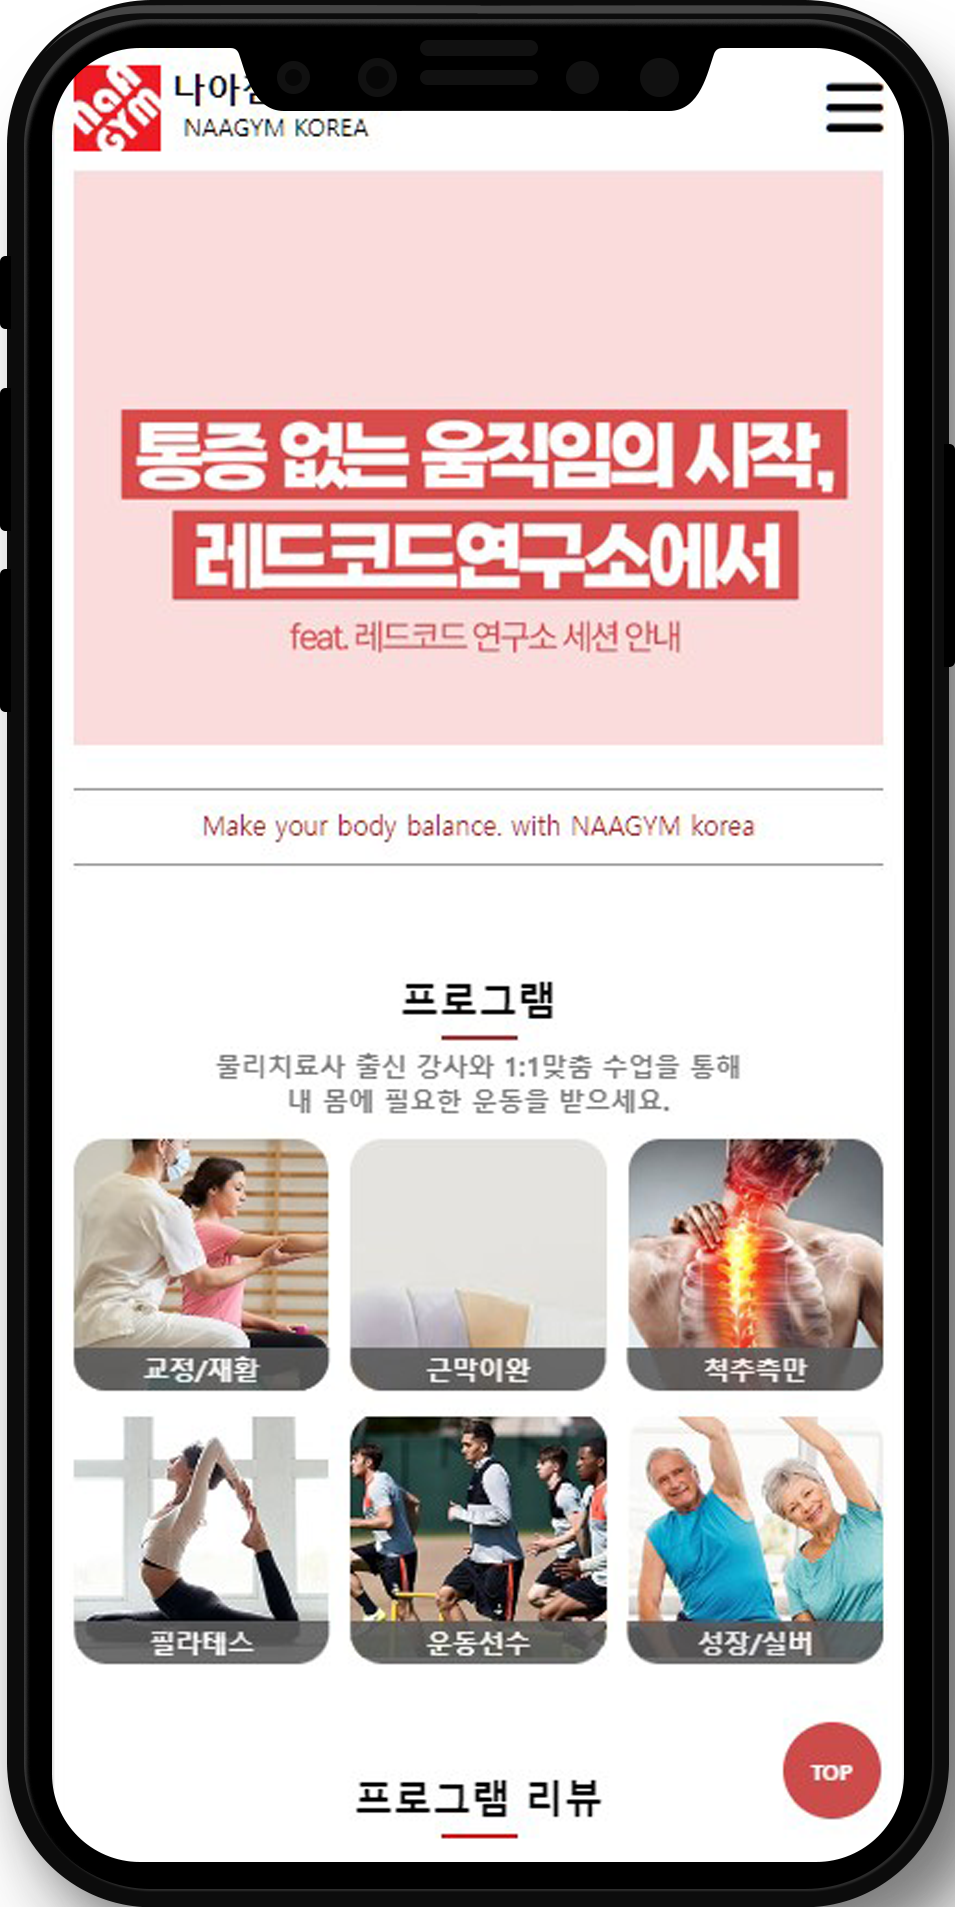 NaA
GYM
나아
NAAGYM KOREA
통증 없는 움직임의 시작,
레드코드연구소에서
feat. 레드코드 연구소 세션 안내
Make your body balance. with NAAGYM korea
프로그램
물리치료사 출신 강사와 1:1맞춤 수업을 통해
내 몸에 필요한 운동을 받으세요.
교정/재활
근막이완
척추측만
필라테스
운동선수
성장/실버
TOP
프로그램 리뷰